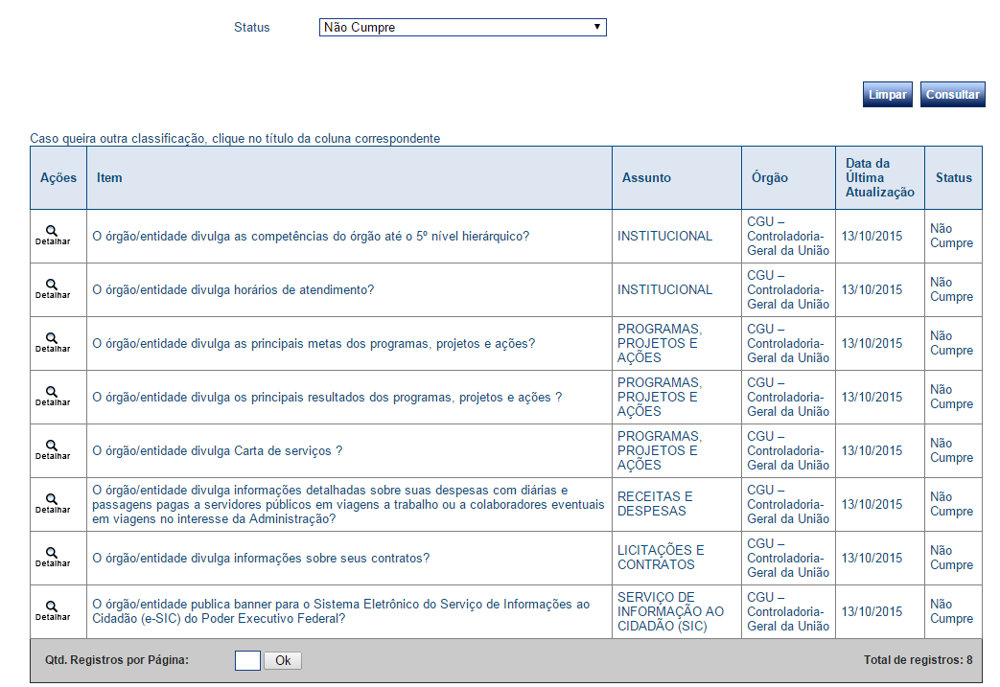 Status
Não Cumpre
Limpar
Consultar
Caso queira outra classificação, clique no título da coluna correspondente
Ações
Item
Assunto
Órgão
Data da
Última
Atualização
Status
Detalhar
O órgão/entidade divulga as competências do órgão até o 5º nível hierárquico?
INSTITUCIONAL
CGU –
Controladoria-
Geral da União
13/10/2015
Não
Cumpre
Detalhar
O órgão/entidade divulga horários de atendimento?
INSTITUCIONAL
CGU –
Controladoria-
Geral da União
13/10/2015
Não
Cumpre
Detalhar
O órgão/entidade divulga as principais metas dos programas, projetos e ações?
PROGRAMAS,
PROJETOS E
AÇÕES
CGU –
Controladoria-
Geral da União
13/10/2015
Não
Cumpre
Detalhar
O órgão/entidade divulga os principais resultados dos programas, projetos e ações ?
PROGRAMAS,
PROJETOS E
AÇÕES
CGU –
Controladoria-
Geral da União
13/10/2015
Não
Cumpre
Detalhar
O órgão/entidade divulga Carta de serviços ?
PROGRAMAS,
PROJETOS E
AÇÕES
CGU –
Controladoria-
Geral da União
13/10/2015
Não
Cumpre
Detalhar
O órgão/entidade divulga informações detalhadas sobre suas despesas com diárias e
passagens pagas a servidores públicos em viagens a trabalho ou a colaboradores eventuais
em viagens no interesse da Administração?
RECEITAS E
DESPESAS
CGU –
Controladoria-
Geral da União
13/10/2015
Não
Cumpre
Detalhar
O órgão/entidade divulga informações sobre seus contratos?
LICITAÇÕES E
CONTRATOS
CGU –
Controladoria-
Geral da União
13/10/2015
Não
Cumpre
Detalhar
O órgão/entidade publica banner para o Sistema Eletrônico do Serviço de Informações ao
Cidadão (e-SIC) do Poder Executivo Federal?
SERVIÇO DE
INFORMAÇÃO AO
CIDADÃO (SIC)
CGU –
Controladoria-
Geral da União
13/10/2015
Não
Cumpre
Qtd. Registros por Página:
Ok
Total de registros: 8